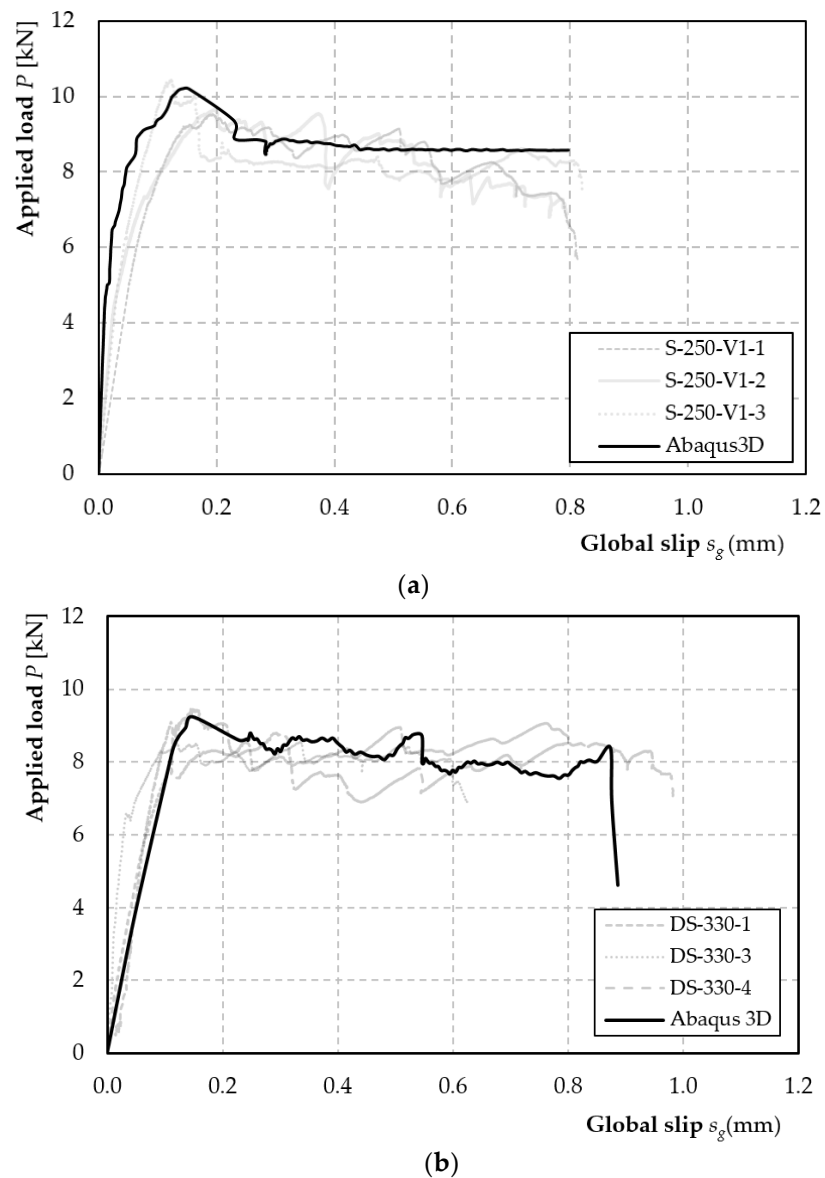 12
10
8
6
4
2
0
Applied load P [kN]
S-250-V1-1
S-250-V1-2
S-250-V1-3
Abaqus3D
0.0 0.2 0.4 0.6 0.8 1.0 1.2
Global slip sg (mm)
(a)
12
10
8
6
4
2
0
Applied load P [kN]
DS-330-1
DS-330-3
DS-330-4
Abaqus 3D
0.0 0.2 0.4 0.6 0.8 1.0 1.2
Global slip sg(mm)
(b)